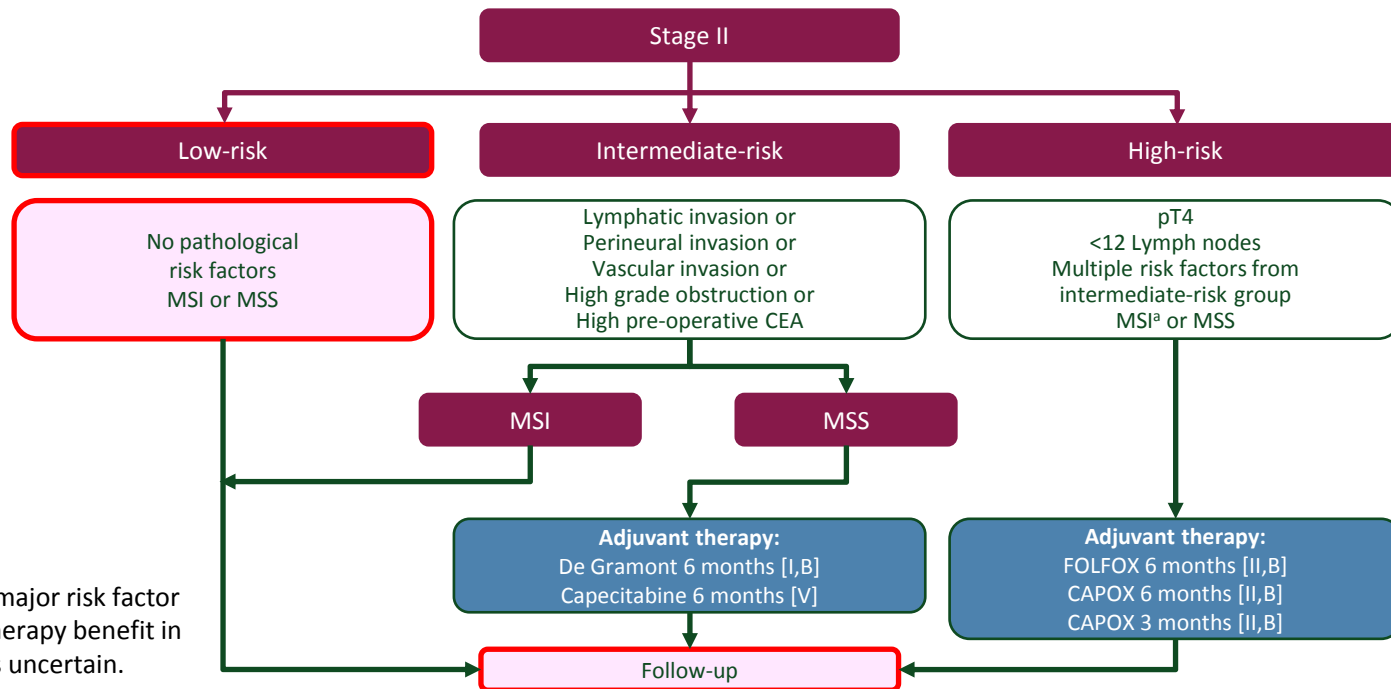 Stage II
Low-risk
Intermediate-risk
High-risk
No pathological
risk factors
MSI or MSS
Lymphatic invasion or
Perineural invasion or
Vascular invasion or
High grade obstruction or
High pre-operative CEA
pT4
<12 Lymph nodes
Multiple risk factors from
intermediate-risk group
MSIᵃ or MSS
MSI
MSS
Adjuvant therapy:
De Gramont 6 months [I,B]
Capecitabine 6 months [V]
Adjuvant therapy:
FOLFOX 6 months [II,B]
CAPOX 6 months [II,B]
CAPOX 3 months [II,B]
major risk factor
herapy benefit in
s uncertain.
Follow-up